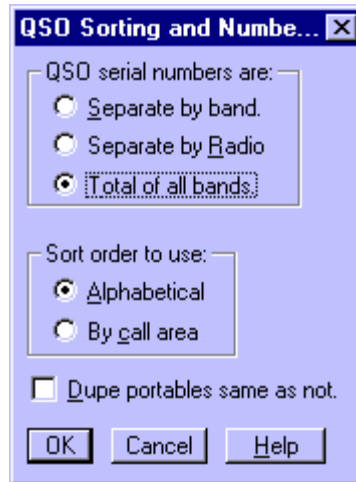 QSO Sorting and Numbe...
QSO serial numbers are:
Separate by band.
Separate by Radio
Total of all bands.
Sort order to use:
Alphabetical
By call area
Dupe portables same as not.
OK Cancel Help